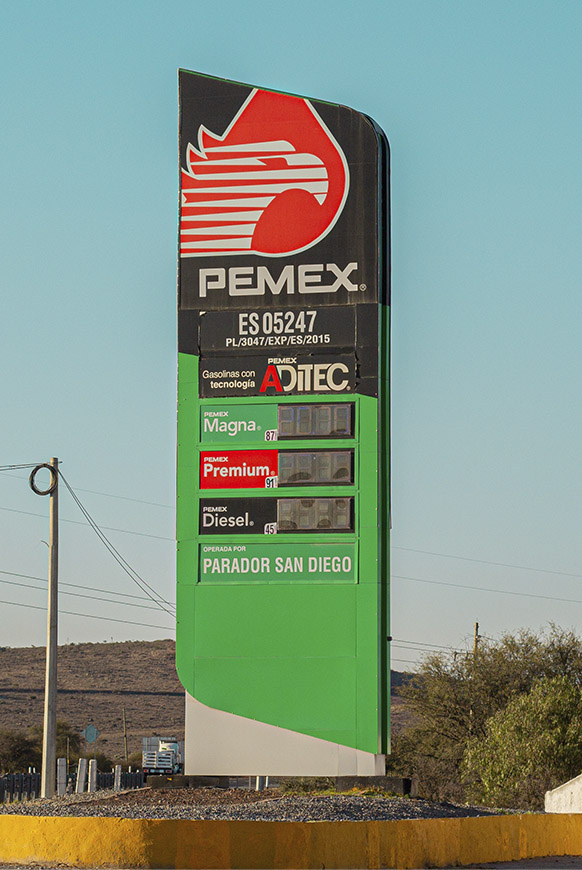 PEMEX®
ES 05247
PL/3047/EXP/ES/2015
Gasolinas con
tecnología
PEMEX
ADITEC®
PEMEX
Magna®
87
PEMEX
Premium®
91
PEMEX
Diesel®
45
OPERADA POR
PARADOR SAN DIEGO